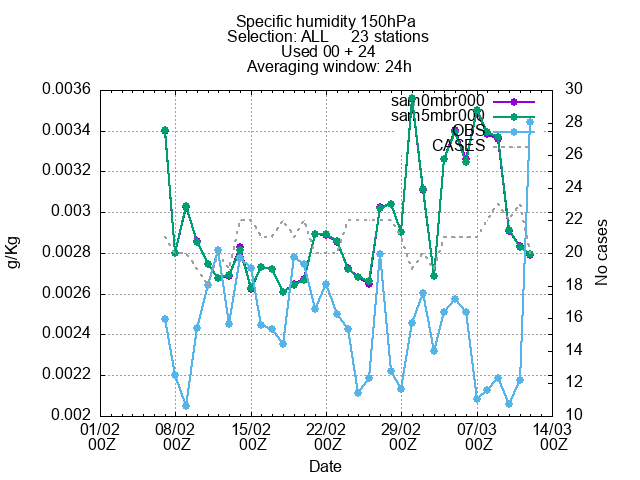 Specific humidity 150hPa
Selection: ALL 23 stations
Used 00 + 24
Averaging window: 24h
sam0mbr000
sam5mbr000
OBS
CASES
0.0036
0.0034
0.0032
0.003
0.0028
0.0026
0.0024
0.0022
0.002
g/Kg
30
28
26
24
22
20
18
16
14
12
10
No cases
01/02 08/02 15/02 22/02 29/02 07/03 14/03
00Z 00Z 00Z 00Z 00Z 00Z 00Z
Date